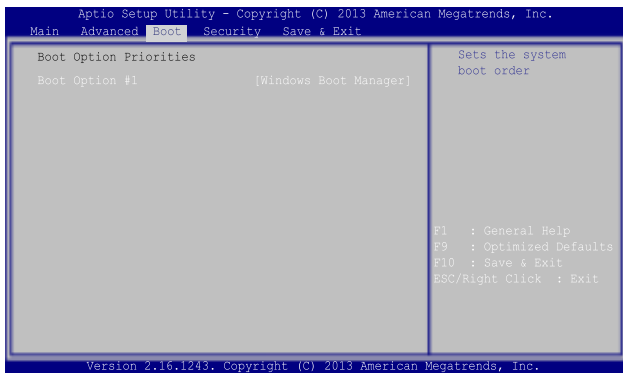 Aptio Setup Utility - Copyright (C) 2013 American Megatrends, Inc.
Main Advanced Boot Security Save & Exit
Boot Option Priorities
Boot Option #1 [Windows Boot Manager]
Sets the system
boot order
F1 : General Help
F9 : Optimized Defaults
F10 : Save & Exit
ESC/Right Click : Exit
Version 2.16.1243. Copyright (C) 2013 American Megatrends, Inc.